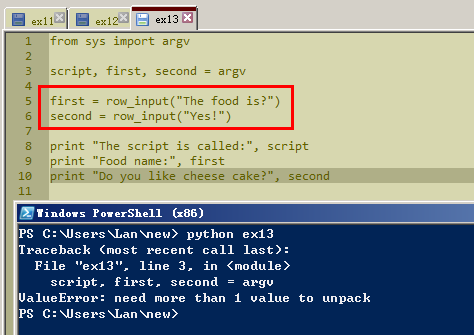 ex11 ex12 ex13
1 from sys import argv
2
3 script, first, second = argv
4
5 first = row_input("The food is?")
6 second = row_input("Yes!")
7
8 print "The script is called:", script
9 print "Food name:", first
10 print "Do you like cheese cake?", second
11
Windows PowerShell (x86)
PS C:\Users\Lan\new> python ex13
Traceback (most recent call last):
  File "ex13", line 3, in <module>
    script, first, second = argv
ValueError: need more than 1 value to unpack
PS C:\Users\Lan\new>